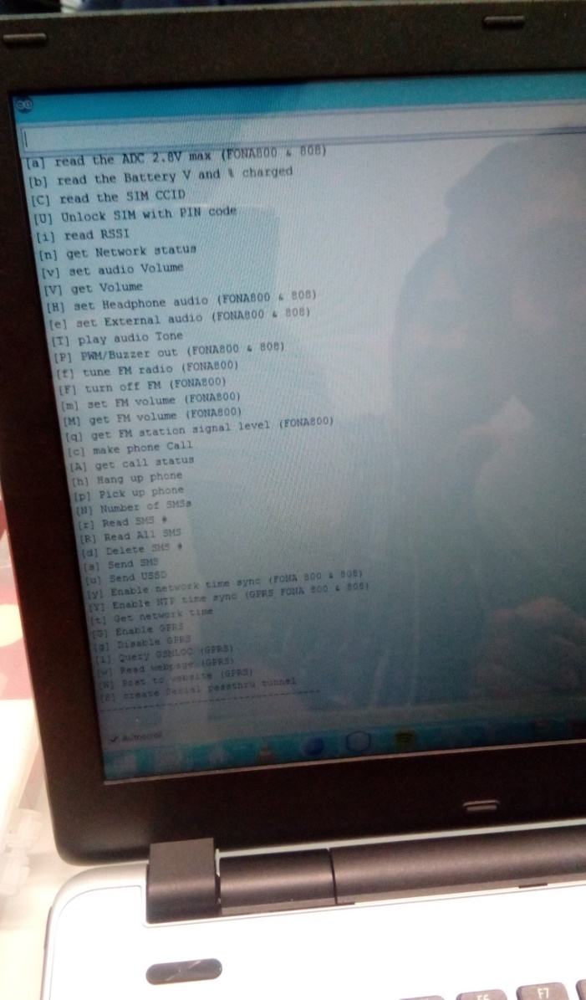 [a] read the ADC 2.8V max (FONA800 & 808)
[b] read the Battery V and % charged
[C] read the SIM CCID
[U] Unlock SIM with PIN code
[i] read RSSI
[n] get Network status
[v] set audio Volume
[V] get Volume
[H] set Headphone audio (FONA800 & 808)
[e] set External audio (FONA800 & 808)
[T] play audio Tone
[P] PWM/Buzzer out (FONA800 & 808)
[f] tune FM radio (FONA800)
[F] turn off FM (FONA800)
[m] set FM volume (FONA800)
[M] get FM volume (FONA800)
[q] get FM station signal level (FONA800)
[c] make phone Call
[A] get call status
[h] Hang up phone
[p] Pick up phone
[N] Number of SMSs
[r] Read SMS #
[R] Read All SMS
[d] Delete SMS #
[s] Send SMS
[u] Send USSD
[y] Enable network time sync (FONA 800 & 808)
[Y] Enable NTP time sync (GPRS FONA 800 & 808)
[t] Get network time
[G] Enable GPRS
[g] Disable GPRS
[l] Query GSMLOC (GPRS)
[w] Read webpage (GPRS)
[W] Post to website (GPRS)
[S] create Serial passthru tunnel
-------------------------------------
Autoscroll
F6
F7